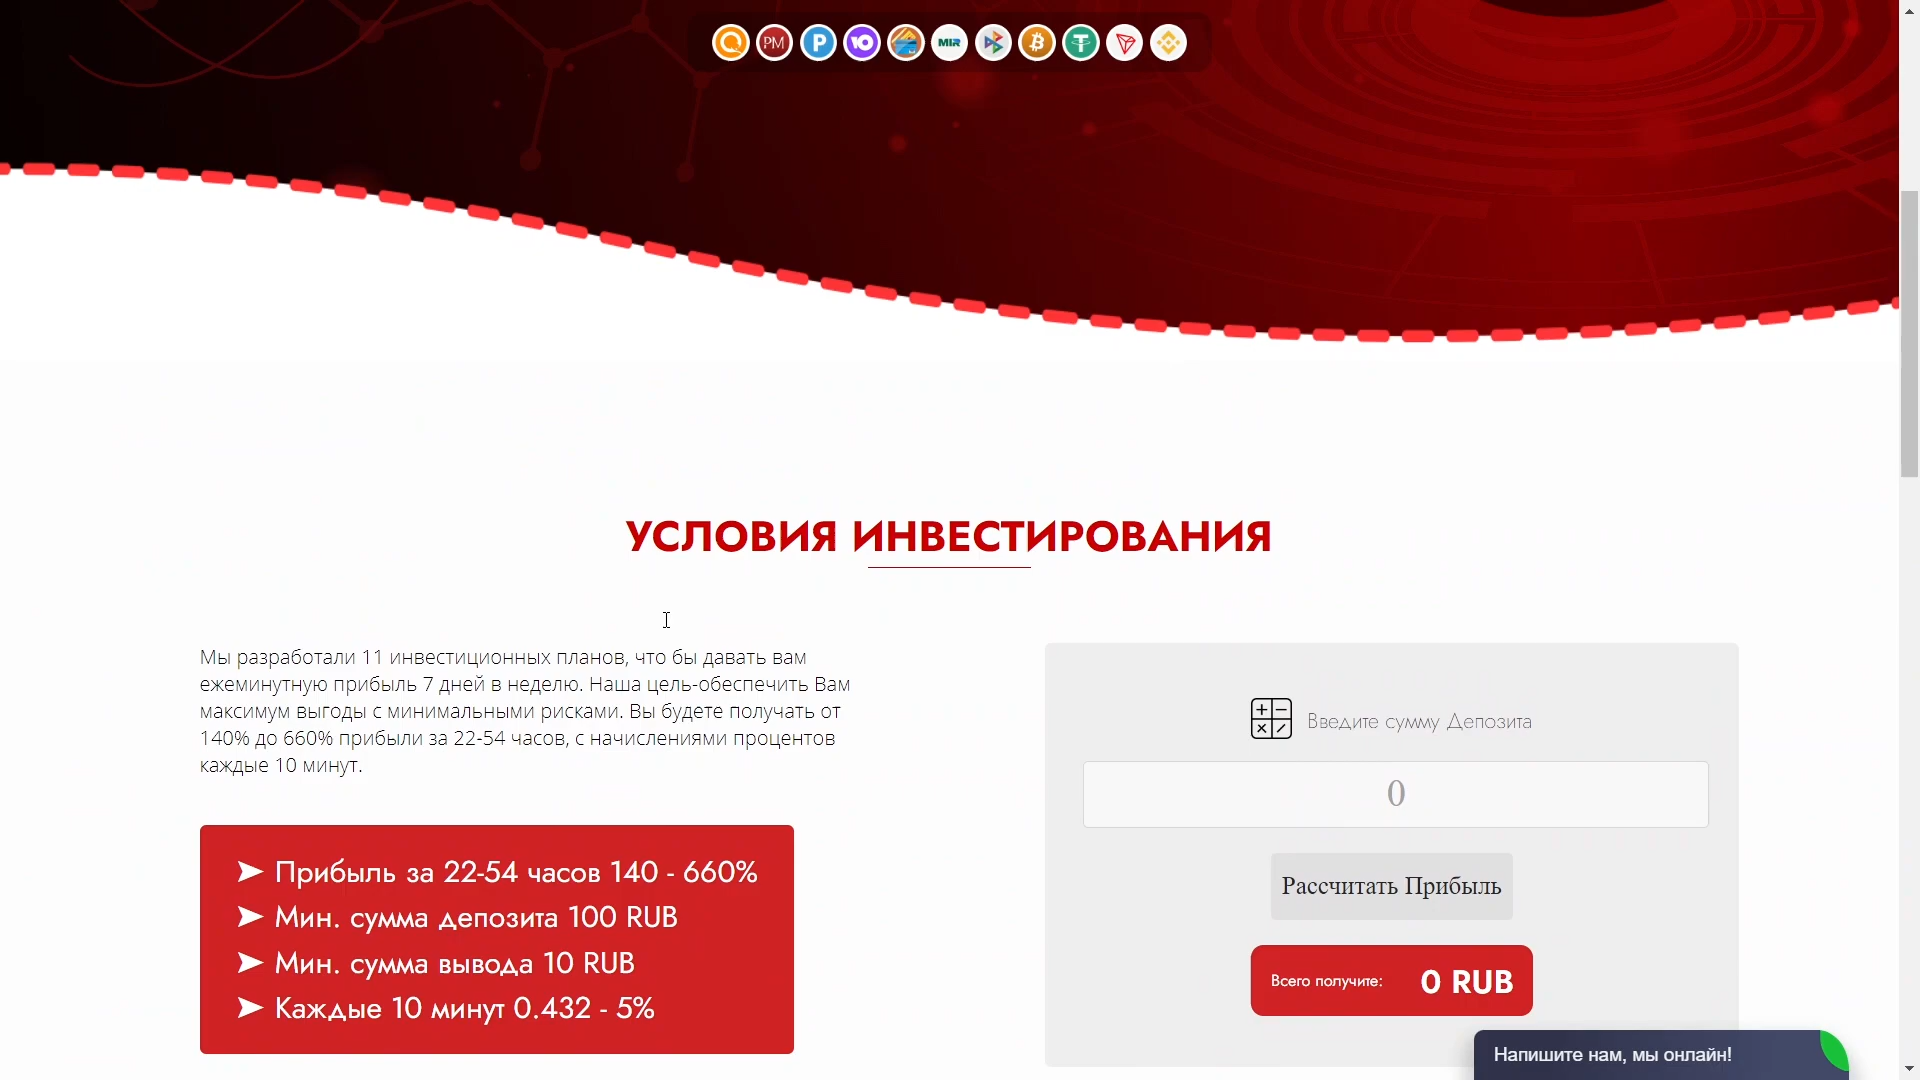 PM
P
Ю
MIR
УСЛОВИЯ ИНВЕСТИРОВАНИЯ
Мы разработали 11 инвестиционных планов, что бы давать вам
ежеминутную прибыль 7 дней в неделю. Наша цель-обеспечить Вам
максимум выгоды с минимальными рисками. Вы будете получать от
140% до 660% прибыли за 22-54 часов, с начислениями процентов
каждые 10 минут.
➤ Прибыль за 22-54 часов 140 - 660%
➤ Мин. сумма депозита 100 RUB
➤ Мин. сумма вывода 10 RUB
➤ Каждые 10 минут 0.432 - 5%
Введите сумму Депозита
0
Рассчитать Прибыль
Всего получите: 0 RUB
Напишите нам, мы онлайн!